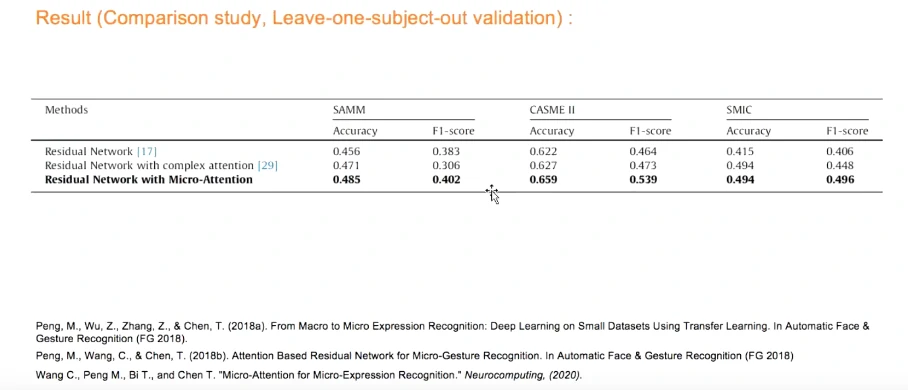 Result (Comparison study, Leave-one-subject-out validation) :
Methods SAMM CASME II SMIC
Accuracy F1-score Accuracy F1-score Accuracy F1-score
Residual Network [17] 0.456 0.383 0.622 0.464 0.415 0.406
Residual Network with complex attention [29] 0.471 0.306 0.627 0.473 0.494 0.448
Residual Network with Micro-Attention 0.485 0.402 0.659 0.539 0.494 0.496
Peng, M., Wu, Z., Zhang, Z., & Chen, T. (2018a). From Macro to Micro Expression Recognition: Deep Learning on Small Datasets Using Transfer Learning. In Automatic Face &
Gesture Recognition (FG 2018).
Peng, M., Wang, C., & Chen, T. (2018b). Attention Based Residual Network for Micro-Gesture Recognition. In Automatic Face & Gesture Recognition (FG 2018)
Wang C., Peng M., Bi T., and Chen T. "Micro-Attention for Micro-Expression Recognition." Neurocomputing, (2020).